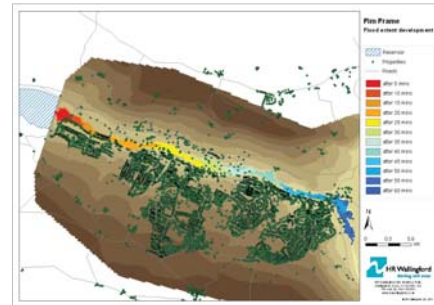 Fim Frame
Flood extent development
Reservoir
Properties
Roads
after 5 mins
after 10 mins
after 15 mins
after 20 mins
after 25 mins
after 30 mins
after 35 mins
after 40 mins
after 45 mins
after 50 mins
after 55 mins
after 60 mins
N
HR Wallingford